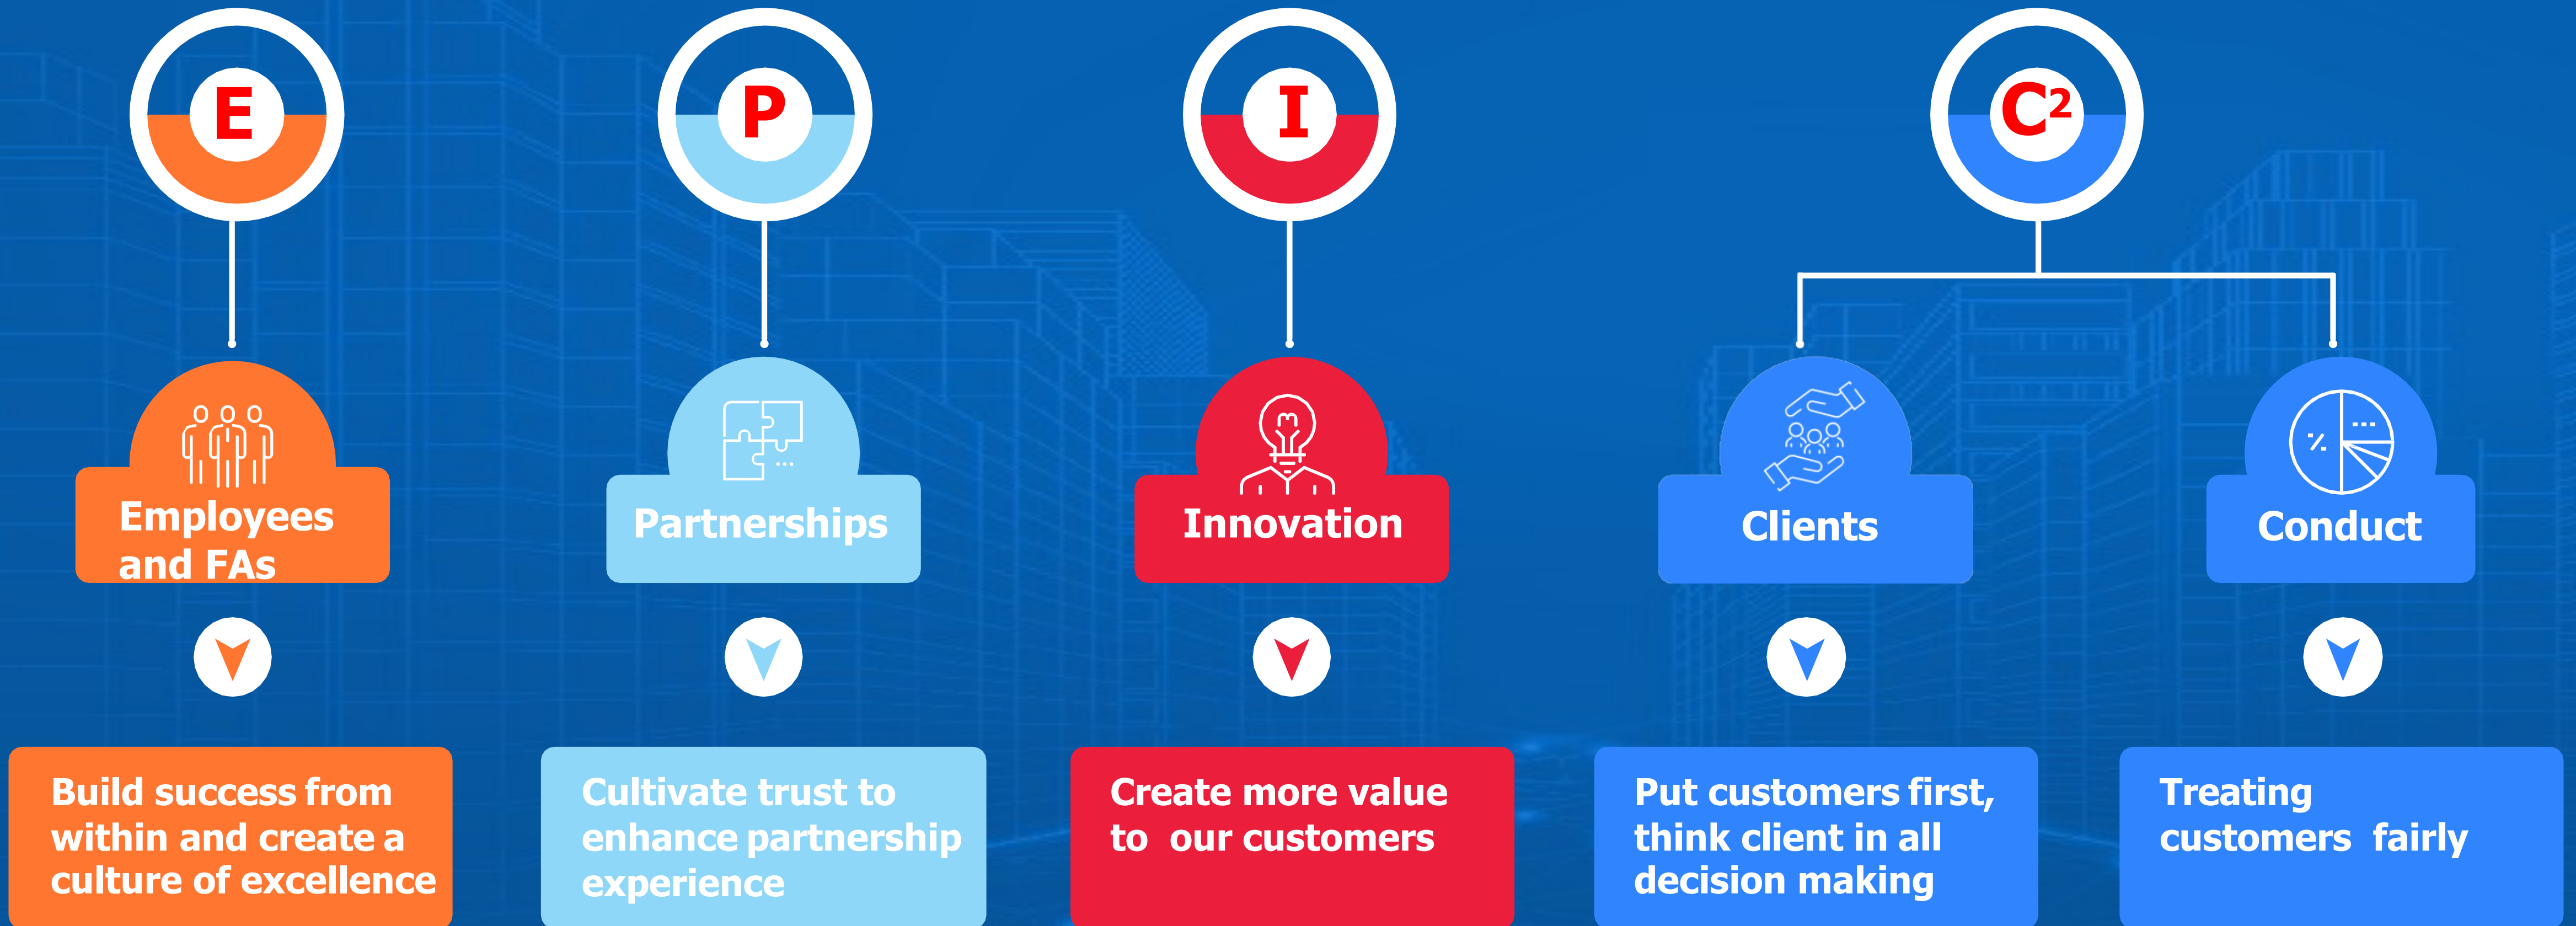 E
P
I
C²
Employees
and FAs
Partnerships
Innovation
Clients
Conduct
Build success from
within and create a
culture of excellence
Cultivate trust to
enhance partnership
experience
Create more value
to our customers
Put customers first,
think client in all
decision making
Treating
customers fairly